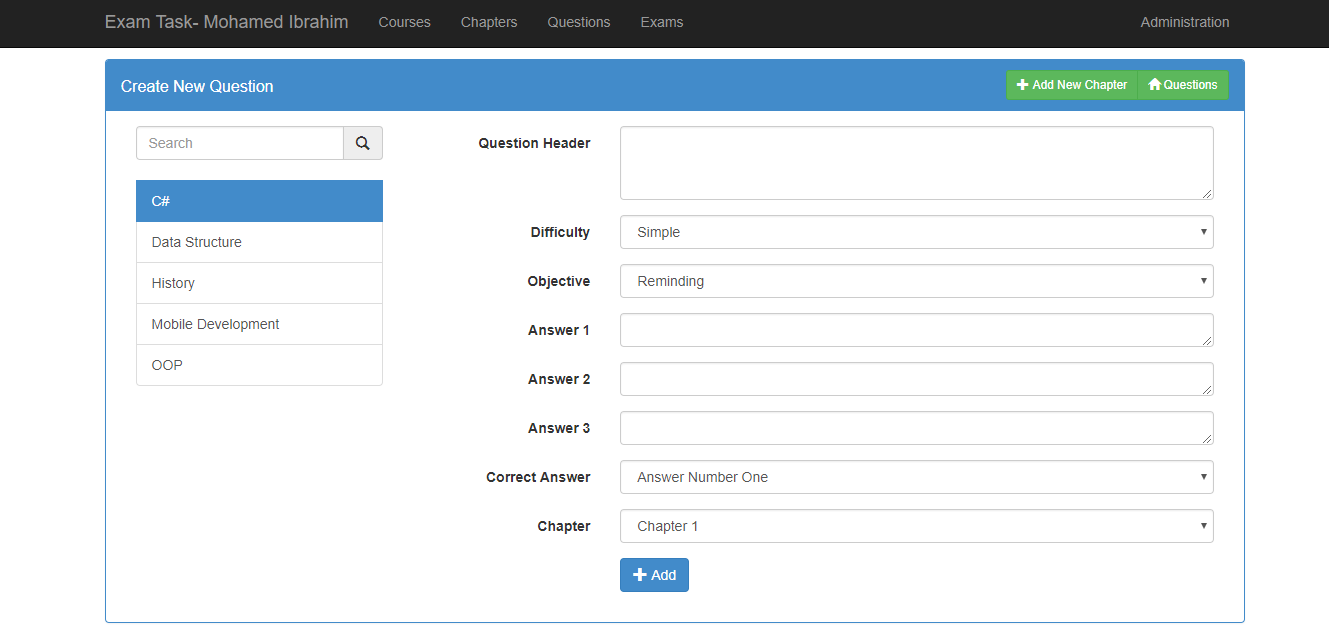 Exam Task- Mohamed Ibrahim Courses Chapters Questions Exams Administration
Create New Question Add New Chapter Questions
Search
C#
Data Structure
History
Mobile Development
OOP
Question Header
Difficulty Simple
Objective Reminding
Answer 1
Answer 2
Answer 3
Correct Answer Answer Number One
Chapter Chapter 1
Add